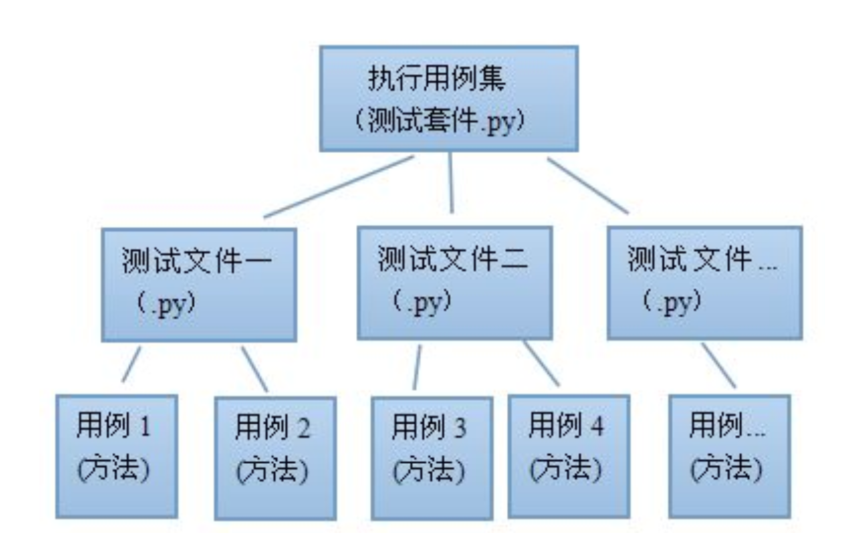 执行用例集
（测试套件.py）
测试文件一
（.py）
测试文件二
（.py）
测试文件...
（.py）
用例 1
(方法)
用例 2
(方法)
用例 3
(方法)
用例 4
(方法)
用例...
(方法)